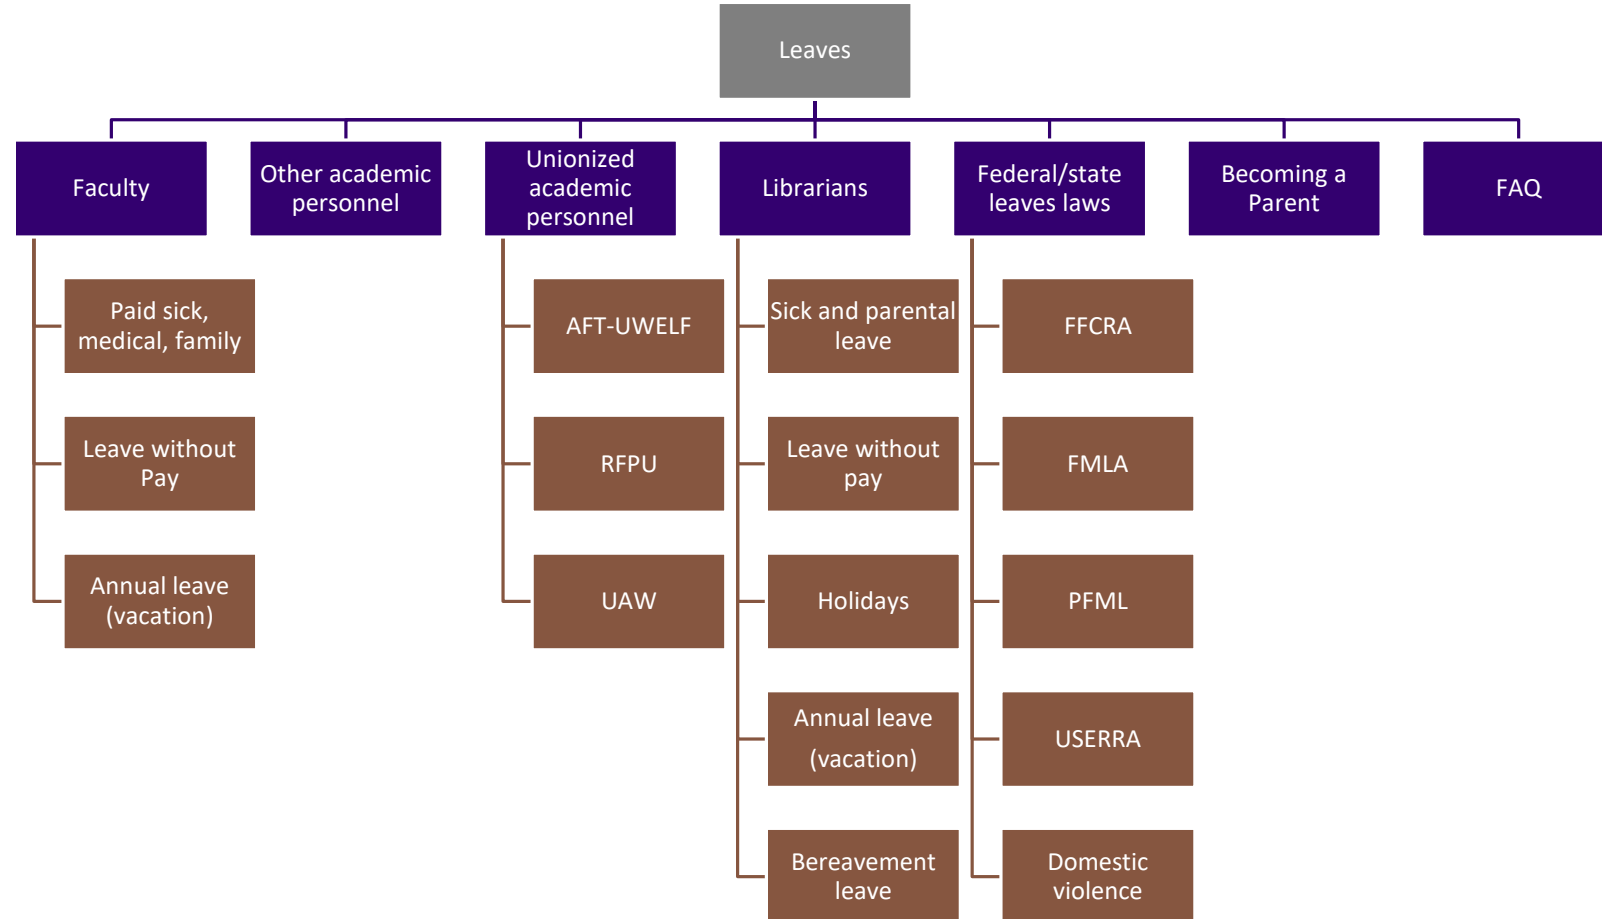 Leaves
Faculty
Other academic
personnel
Unionized
academic
personnel
Librarians
Federal/state
leaves laws
Becoming a
Parent
FAQ
Paid sick,
medical, family
Leave without
Pay
Annual leave
(vacation)
AFT-UWELF
RFPU
UAW
Sick and parental
leave
Leave without
pay
Holidays
Annual leave
(vacation)
Bereavement
leave
FFCRA
FMLA
PFML
USERRA
Domestic
violence